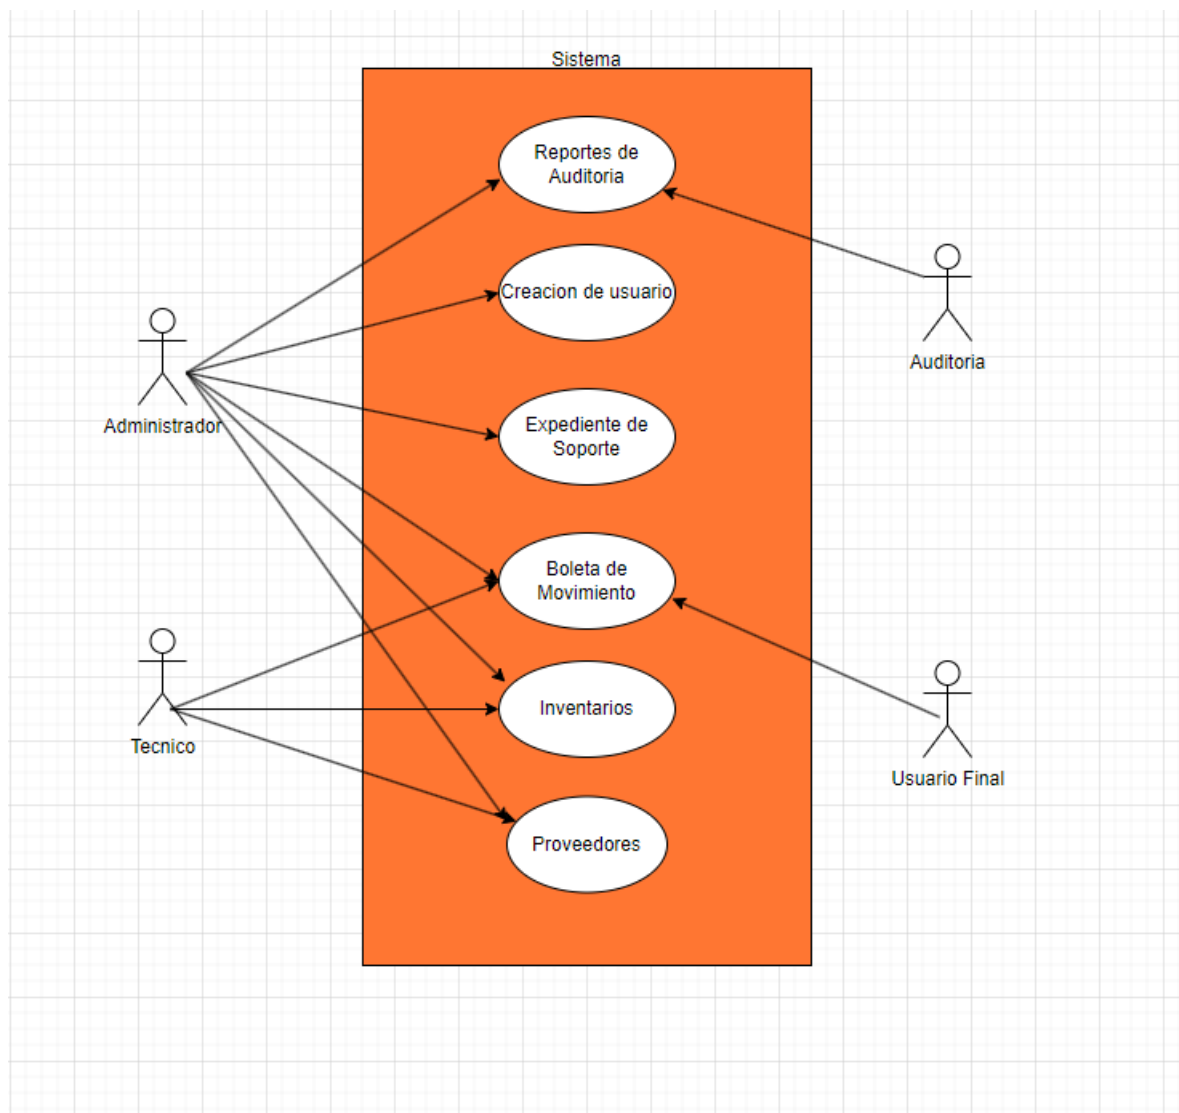 Sistema
Reportes de
Auditoria
Creacion de usuario
Auditoria
Administrador
Expediente de
Soporte
Boleta de
Movimiento
Tecnico
Inventarios
Usuario Final
Proveedores